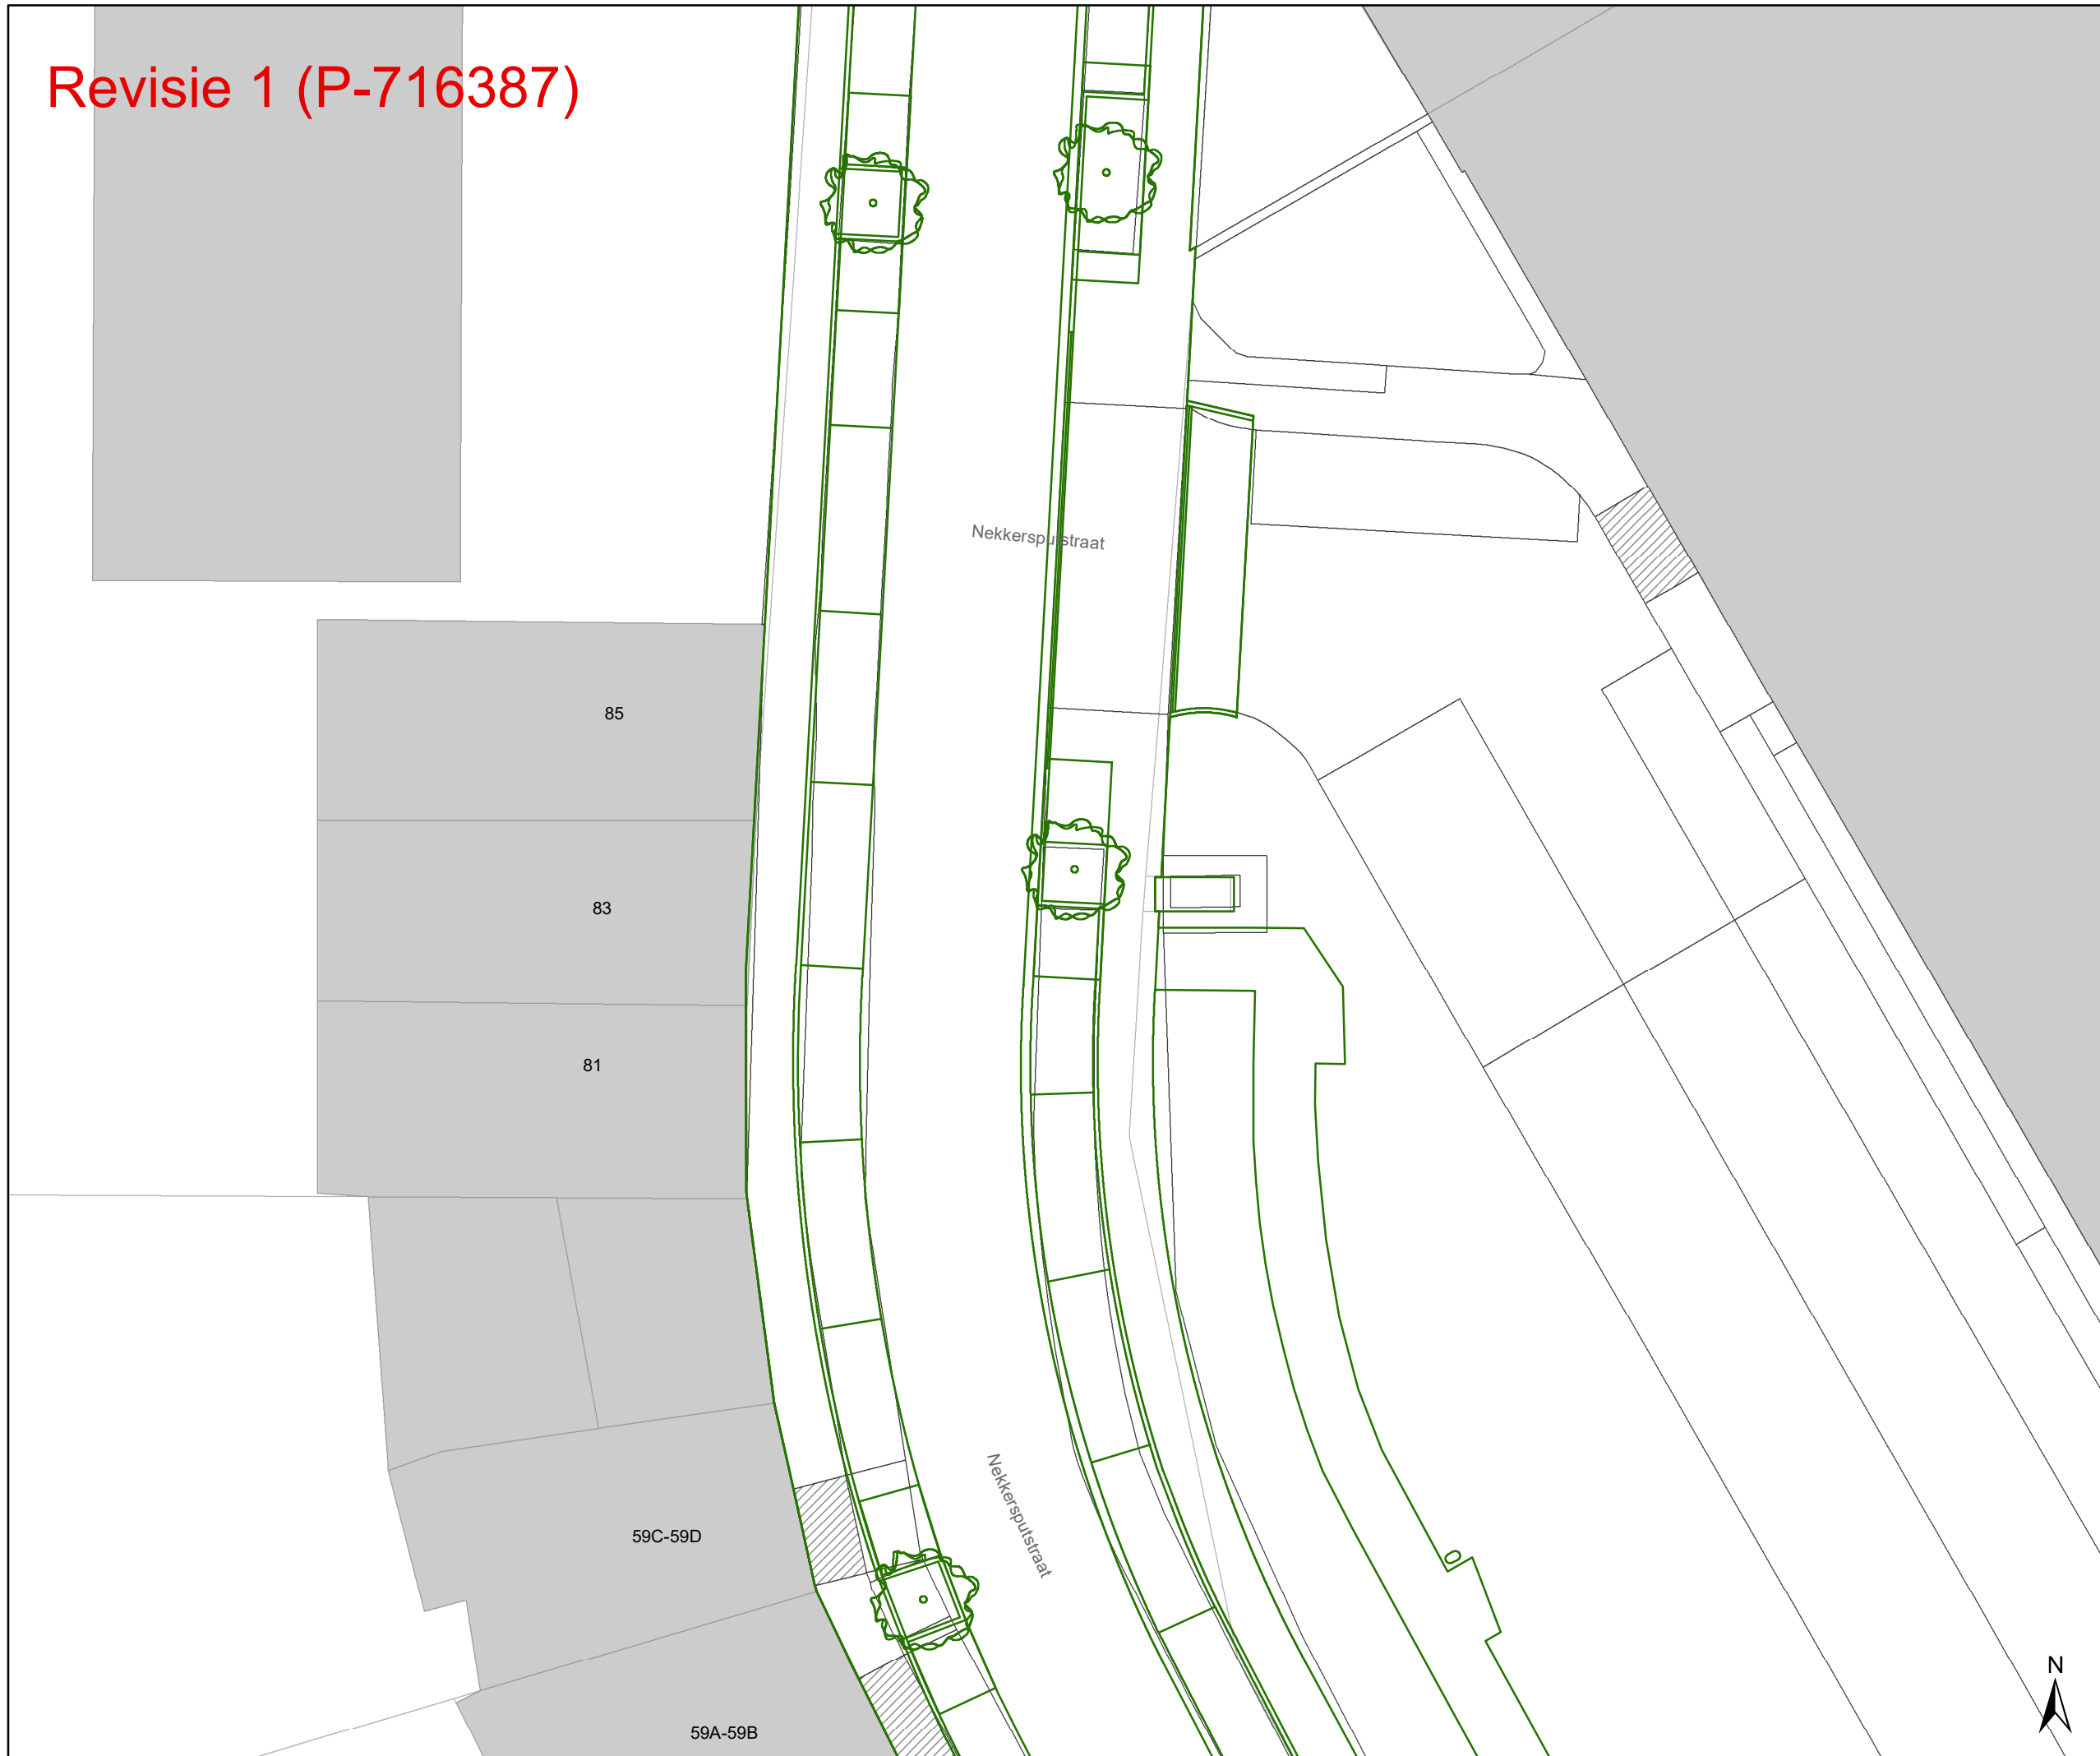 Revisie 1 (P-716387)
Nekkersputstraat
85
83
81
Nekkersputstraat
59C-59D
N
59A-59B